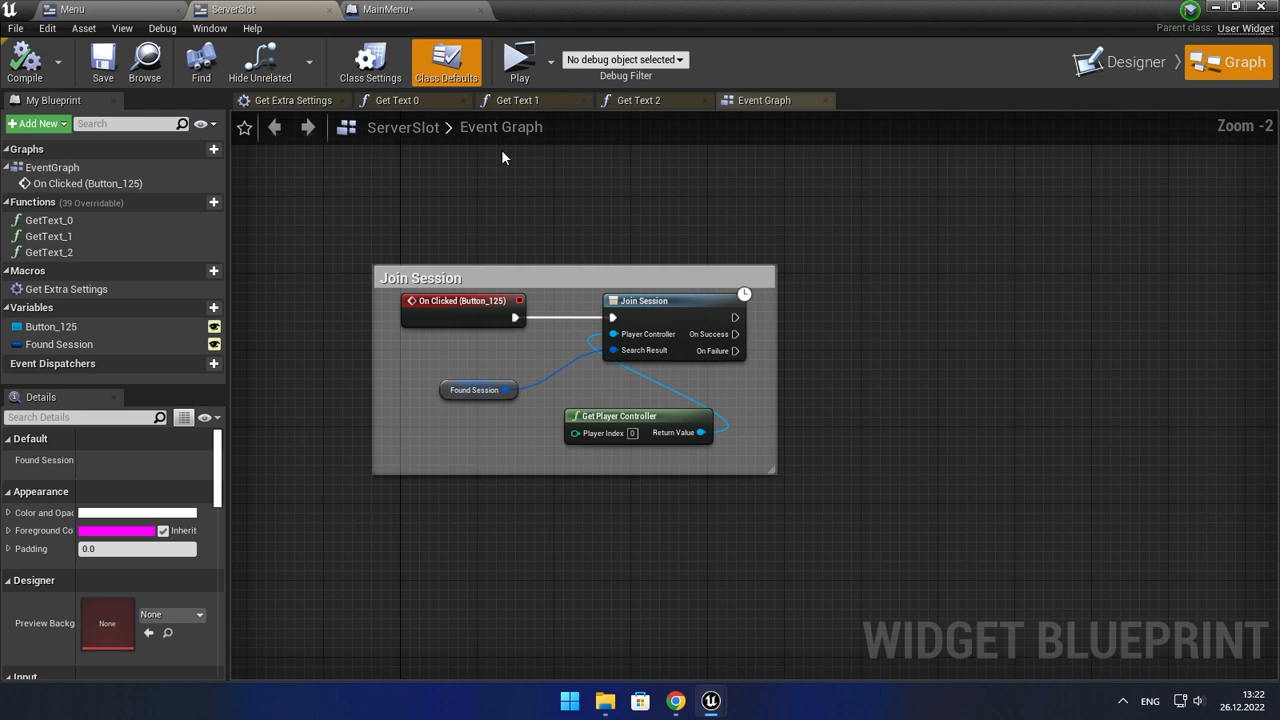 Menu
ServerSlot
MainMenu*
File
Edit
Asset
View
Debug
Window
Help
Parent class: User Widget
Compile
Save
Browse
Find
Hide Unrelated
Class Settings
Class Defaults
Play
No debug object selected
Debug Filter
Designer
Graph
My Blueprint
Get Extra Settings
Get Text 0
Get Text 1
Get Text 2
Event Graph
Add New
Search
ServerSlot
Event Graph
Zoom -2
Graphs
EventGraph
On Clicked (Button_125)
Functions (39 Overridable)
GetText_0
GetText_1
GetText_2
Macros
Get Extra Settings
Variables
Button_125
Found Session
Event Dispatchers
Details
Search Details
Default
Found Session
Appearance
Color and Opac
Foreground Co
Inherit
Padding
0.0
Designer
Preview Backg
None
None
Input
Join Session
On Clicked (Button_125)
Join Session
Player Controller
On Success
Search Result
On Failure
Found Session
Get Player Controller
Player Index 0
Return Value
WIDGET BLUEPRINT
ENG
13:22
26.12.2022